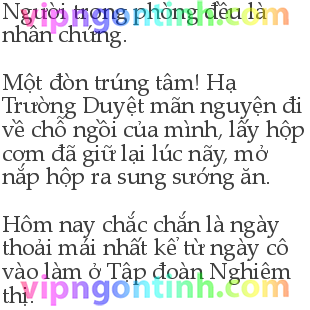 Người trong phòng đều là
nhân chứng.
Một đòn trúng tâm! Hạ
Trường Duyệt mãn nguyện đi
về chỗ ngồi của mình, lấy hộp
cơm đã giữ lại lúc nãy, mở
nắp hộp ra sung sướng ăn.
Hôm nay chắc chắn là ngày
thoải mái nhất kể từ ngày cô
vào làm ở Tập đoàn Nghiêm
thị.
vipngontinh.com
vipngontinh.com